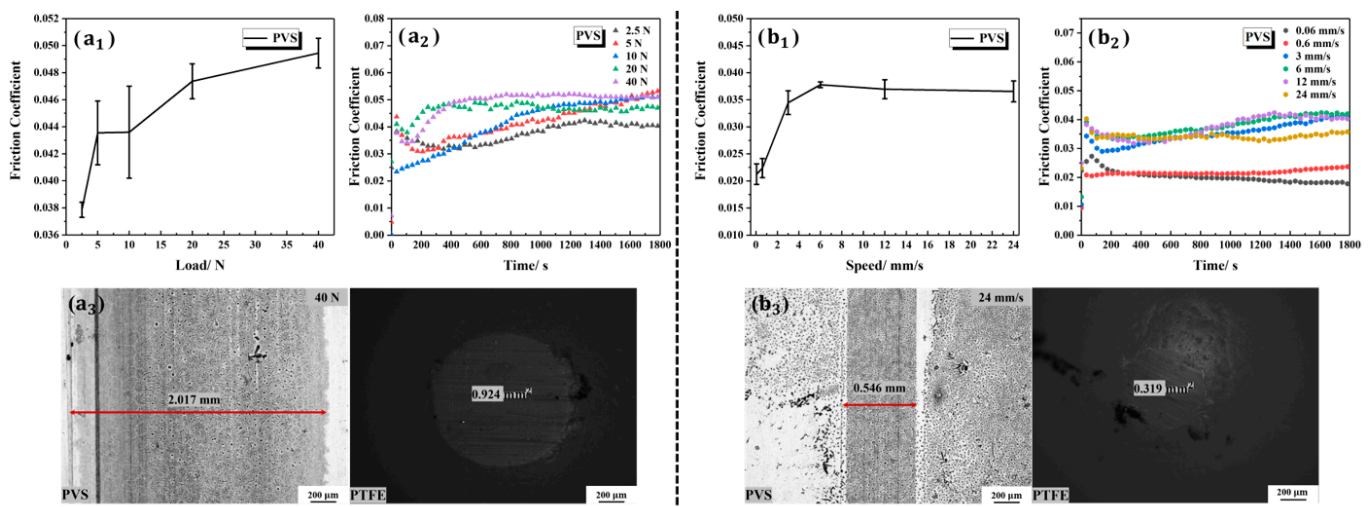 (a1)
PVS
Friction Coefficient
0.052
0.050
0.048
0.046
0.044
0.042
0.040
0.038
0.036
0 5 10 15 20 25 30 35 40
Load/ N
(a2)
PVS
2.5 N
5 N
10 N
20 N
40 N
Friction Coefficient
0.08
0.07
0.06
0.05
0.04
0.03
0.02
0.01
0.00
0 200 400 600 800 1000 1200 1400 1600 1800
Time/ s
(b1)
PVS
Friction Coefficient
0.050
0.045
0.040
0.035
0.030
0.025
0.020
0.015
0.010
0 2 4 6 8 10 12 14 16 18 20 22 24
Speed/ mm/s
(b2)
PVS
0.06 mm/s
0.6 mm/s
3 mm/s
6 mm/s
12 mm/s
24 mm/s
Friction Coefficient
0.07
0.06
0.05
0.04
0.03
0.02
0.01
0.00
0 200 400 600 800 1000 1200 1400 1600 1800
Time/ s
(a3)
40 N
2.017 mm
PVS
200 μm
0.924 mm²
PTFE
200 μm
(b3)
24 mm/s
0.546 mm
PVS
200 μm
0.319 mm²
PTFE
200 μm